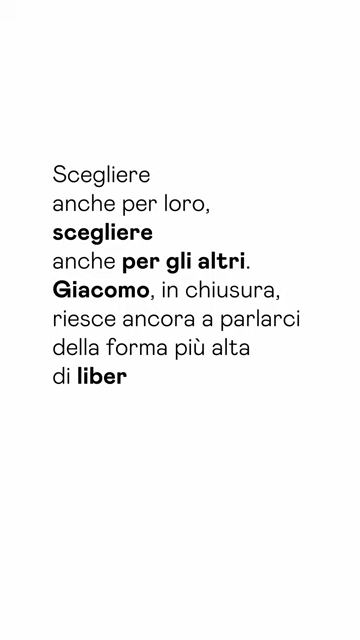 Scegliere
anche per loro,
scegliere
anche per gli altri.
Giacomo, in chiusura,
riesce ancora a parlarci
della forma più alta
di liber